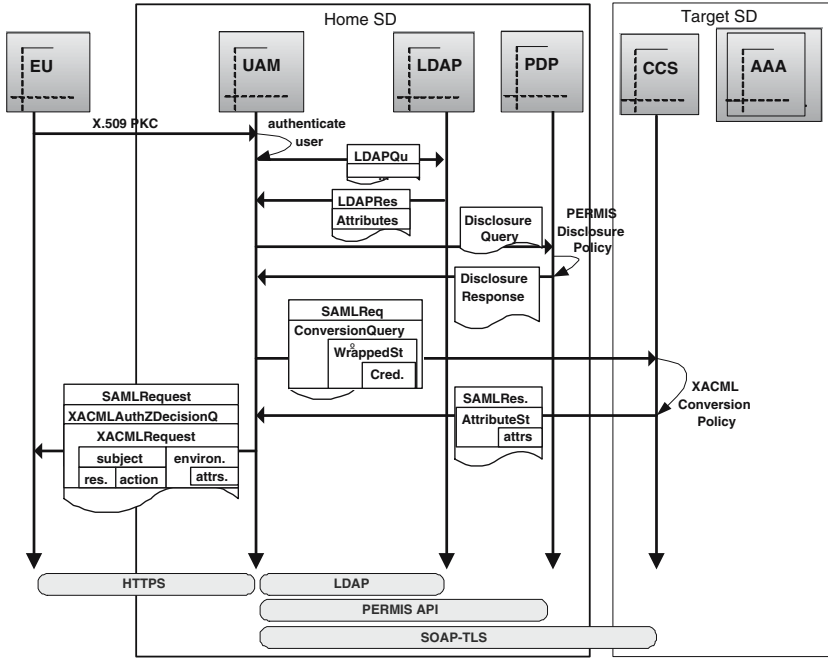 Home SD
Target SD
EU
UAM
LDAP
PDP
CCS
AAA
X.509 PKC
authenticate
user
LDAPQu
LDAPRes
Attributes
Disclosure
Query
PERMIS
Disclosure
Policy
Disclosure
Response
SAMLReq
ConversionQuery
WrappedSt
Cred.
XACML
Conversion
Policy
SAMLRes.
AttributeSt
attrs
SAMLRequest
XACMLAuthZDecisionQ
XACMLRequest
subject
environ.
res.
action
attrs.
HTTPS
LDAP
PERMIS API
SOAP-TLS